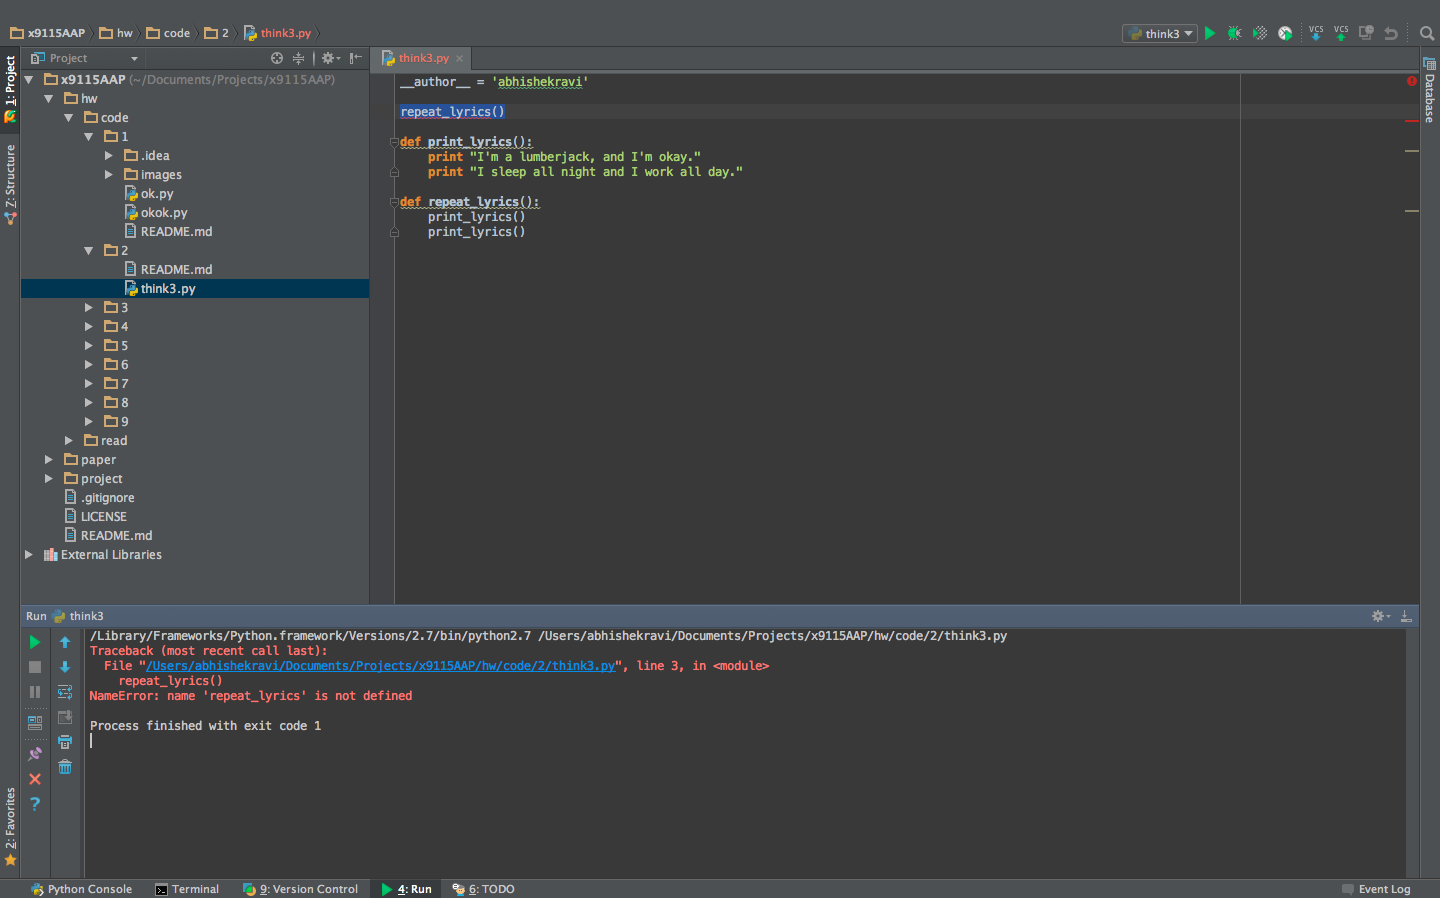 x9115AAP hw code 2 think3.py think3
1: Project
Z: Structure
2: Favorites
Project
x9115AAP (~/Documents/Projects/x9115AAP)
hw
code
1
.idea
images
ok.py
okok.py
README.md
2
README.md
think3.py
3
4
5
6
7
8
9
read
paper
project
.gitignore
LICENSE
README.md
External Libraries
think3.py
__author__ = 'abhishekravi'
repeat_lyrics()
def print_lyrics():
print "I'm a lumberjack, and I'm okay."
print "I sleep all night and I work all day."
def repeat_lyrics():
print_lyrics()
print_lyrics()
VCS VCS
Database
Run think3
/Library/Frameworks/Python.framework/Versions/2.7/bin/python2.7 /Users/abhishekravi/Documents/Projects/x9115AAP/hw/code/2/think3.py
Traceback (most recent call last):
File "/Users/abhishekravi/Documents/Projects/x9115AAP/hw/code/2/think3.py", line 3, in <module>
repeat_lyrics()
NameError: name 'repeat_lyrics' is not defined
Process finished with exit code 1
Python Console Terminal 9: Version Control 4: Run 6: TODO Event Log